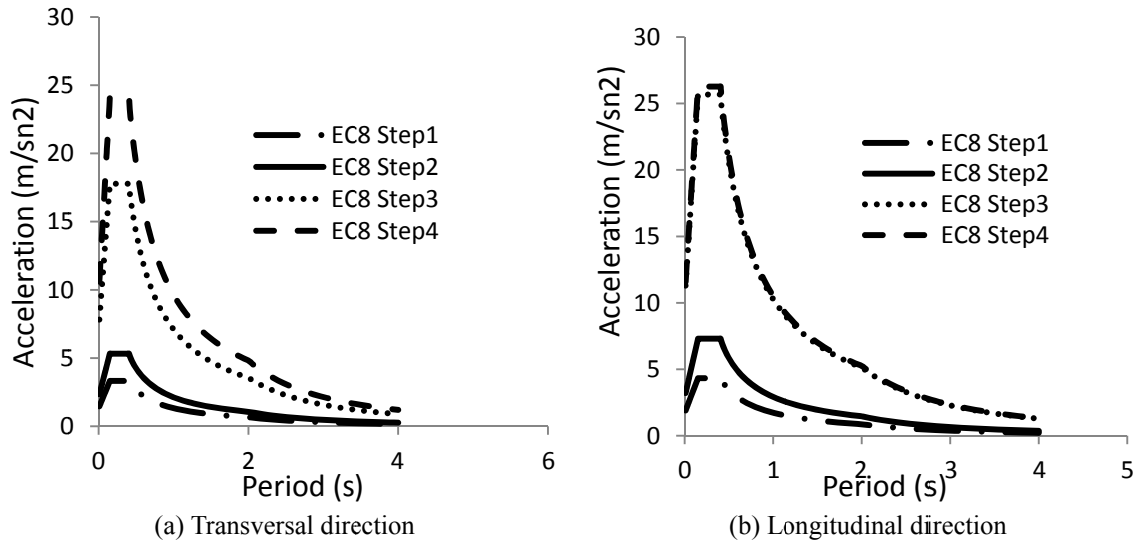 Acceleration (m/sn2)
30
25
20
15
10
5
0
0
2
4
6
Period (s)
EC8 Step1
EC8 Step2
EC8 Step3
EC8 Step4
(a) Transversal direction
Acceleration (m/sn2)
30
25
20
15
10
5
0
0
1
2
3
4
5
Period (s)
EC8 Step1
EC8 Step2
EC8 Step3
EC8 Step4
(b) Longitudinal direction